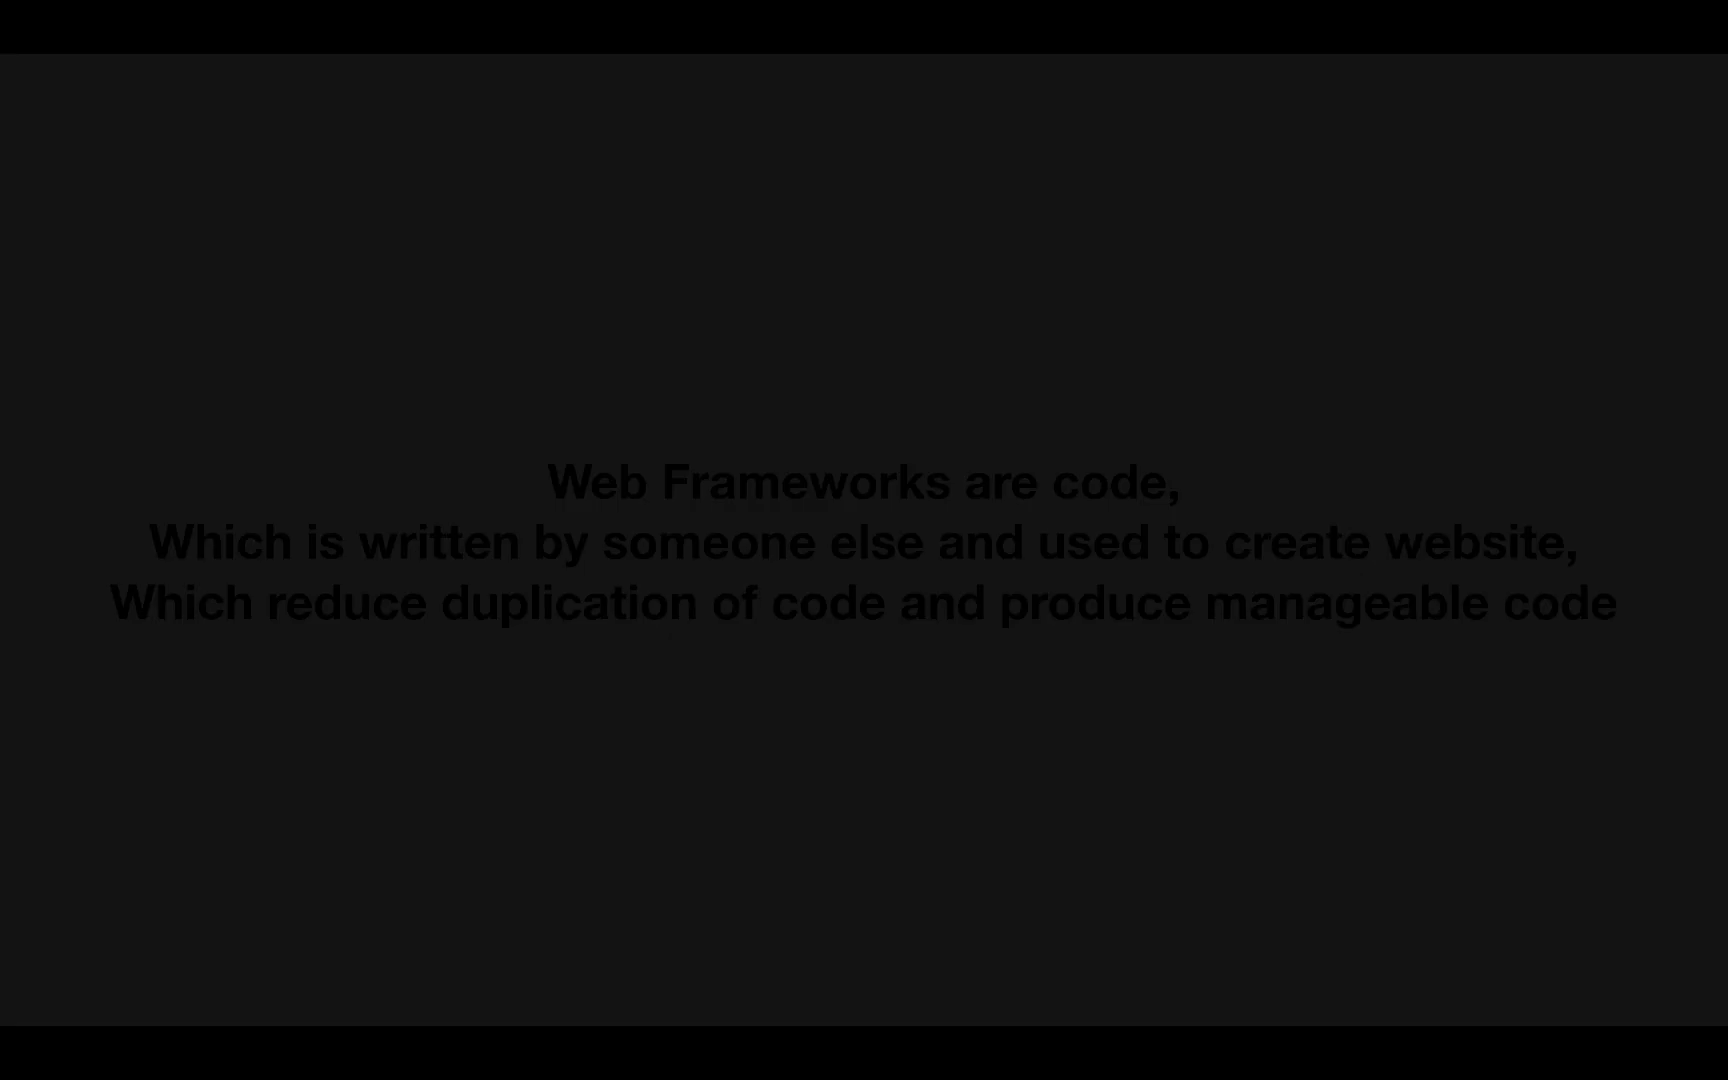 Web Frameworks are code,
Which is written by someone else and used to create website,
Which reduce duplication of code and produce manageable code